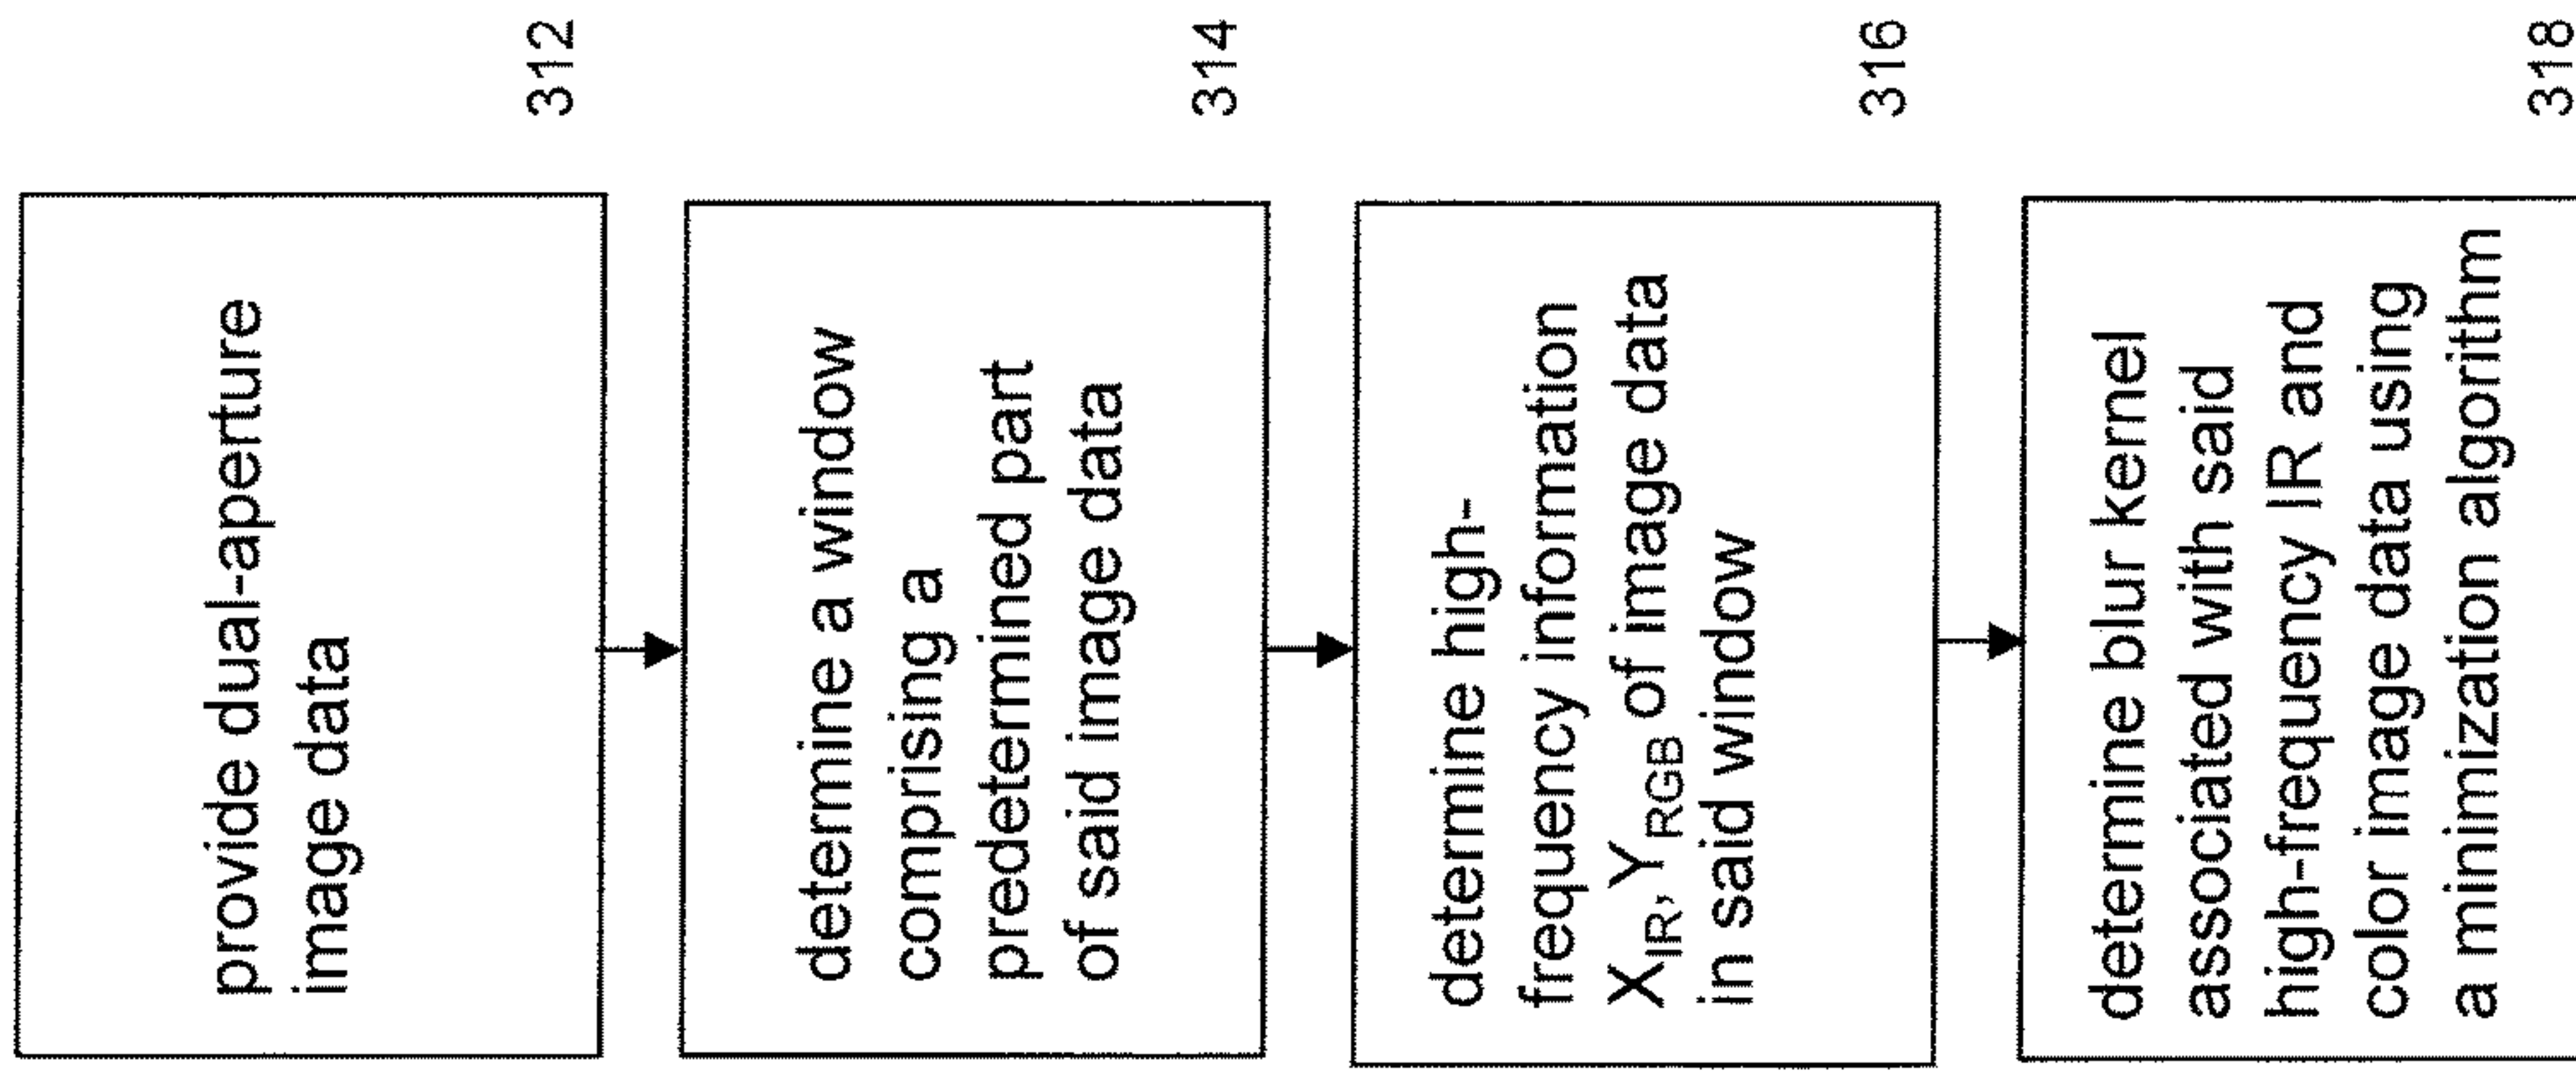 provide dual-aperture
image data
312
determine a window
comprising a
predetermined part
of said image data
314
determine high-
frequency information
X_IR, Y_RGB of image data
in said window
316
determine blur kernel
associated with said
high-frequency IR and
color image data using
a minimization algorithm
318